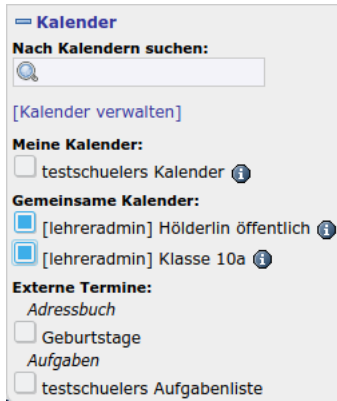 Kalender
Nach Kalendern suchen:
[Kalender verwalten]
Meine Kalender:
testschuelers Kalender
Gemeinsame Kalender:
[lehreradmin] Hölderlin öffentlich
[lehreradmin] Klasse 10a
Externe Termine:
Adressbuch
Geburtstage
Aufgaben
testschuelers Aufgabenliste